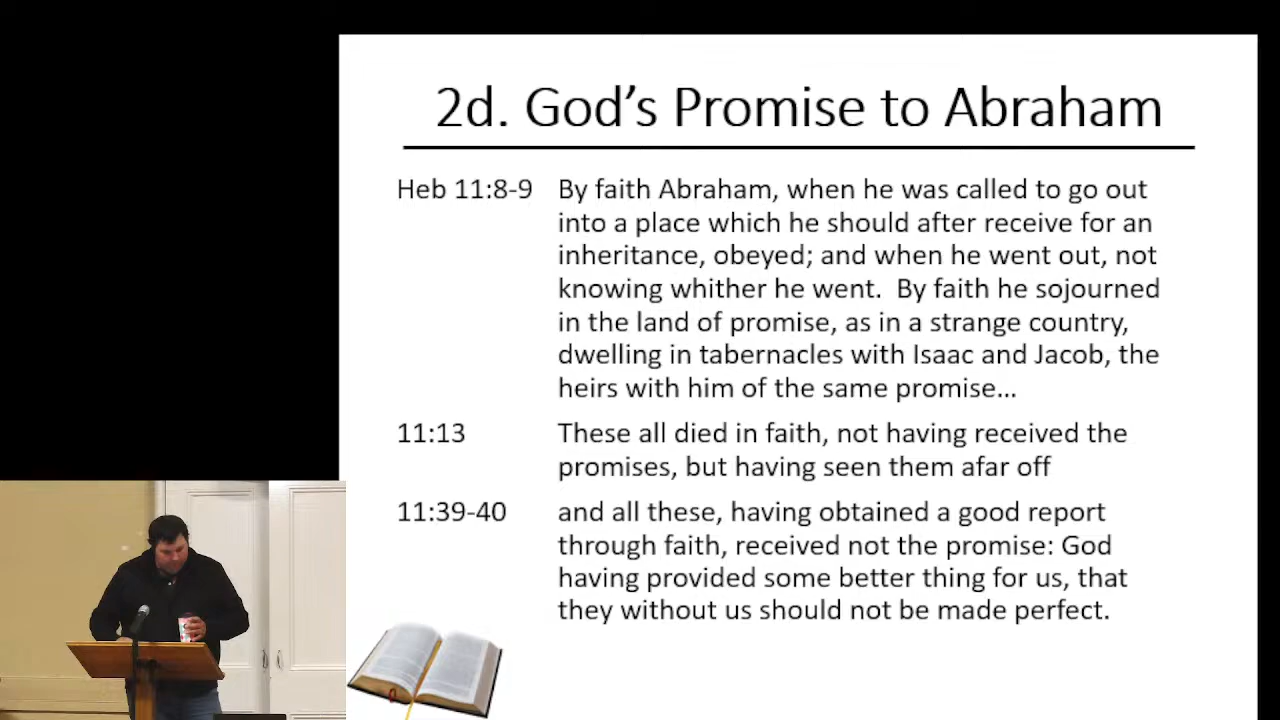 2d. God's Promise to Abraham
Heb 11:8-9 By faith Abraham, when he was called to go out
into a place which he should after receive for an
inheritance, obeyed; and when he went out, not
knowing whither he went.  By faith he sojourned
in the land of promise, as in a strange country,
dwelling in tabernacles with Isaac and Jacob, the
heirs with him of the same promise…
11:13 These all died in faith, not having received the
promises, but having seen them afar off
11:39-40 and all these, having obtained a good report
through faith, received not the promise: God
having provided some better thing for us, that
they without us should not be made perfect.